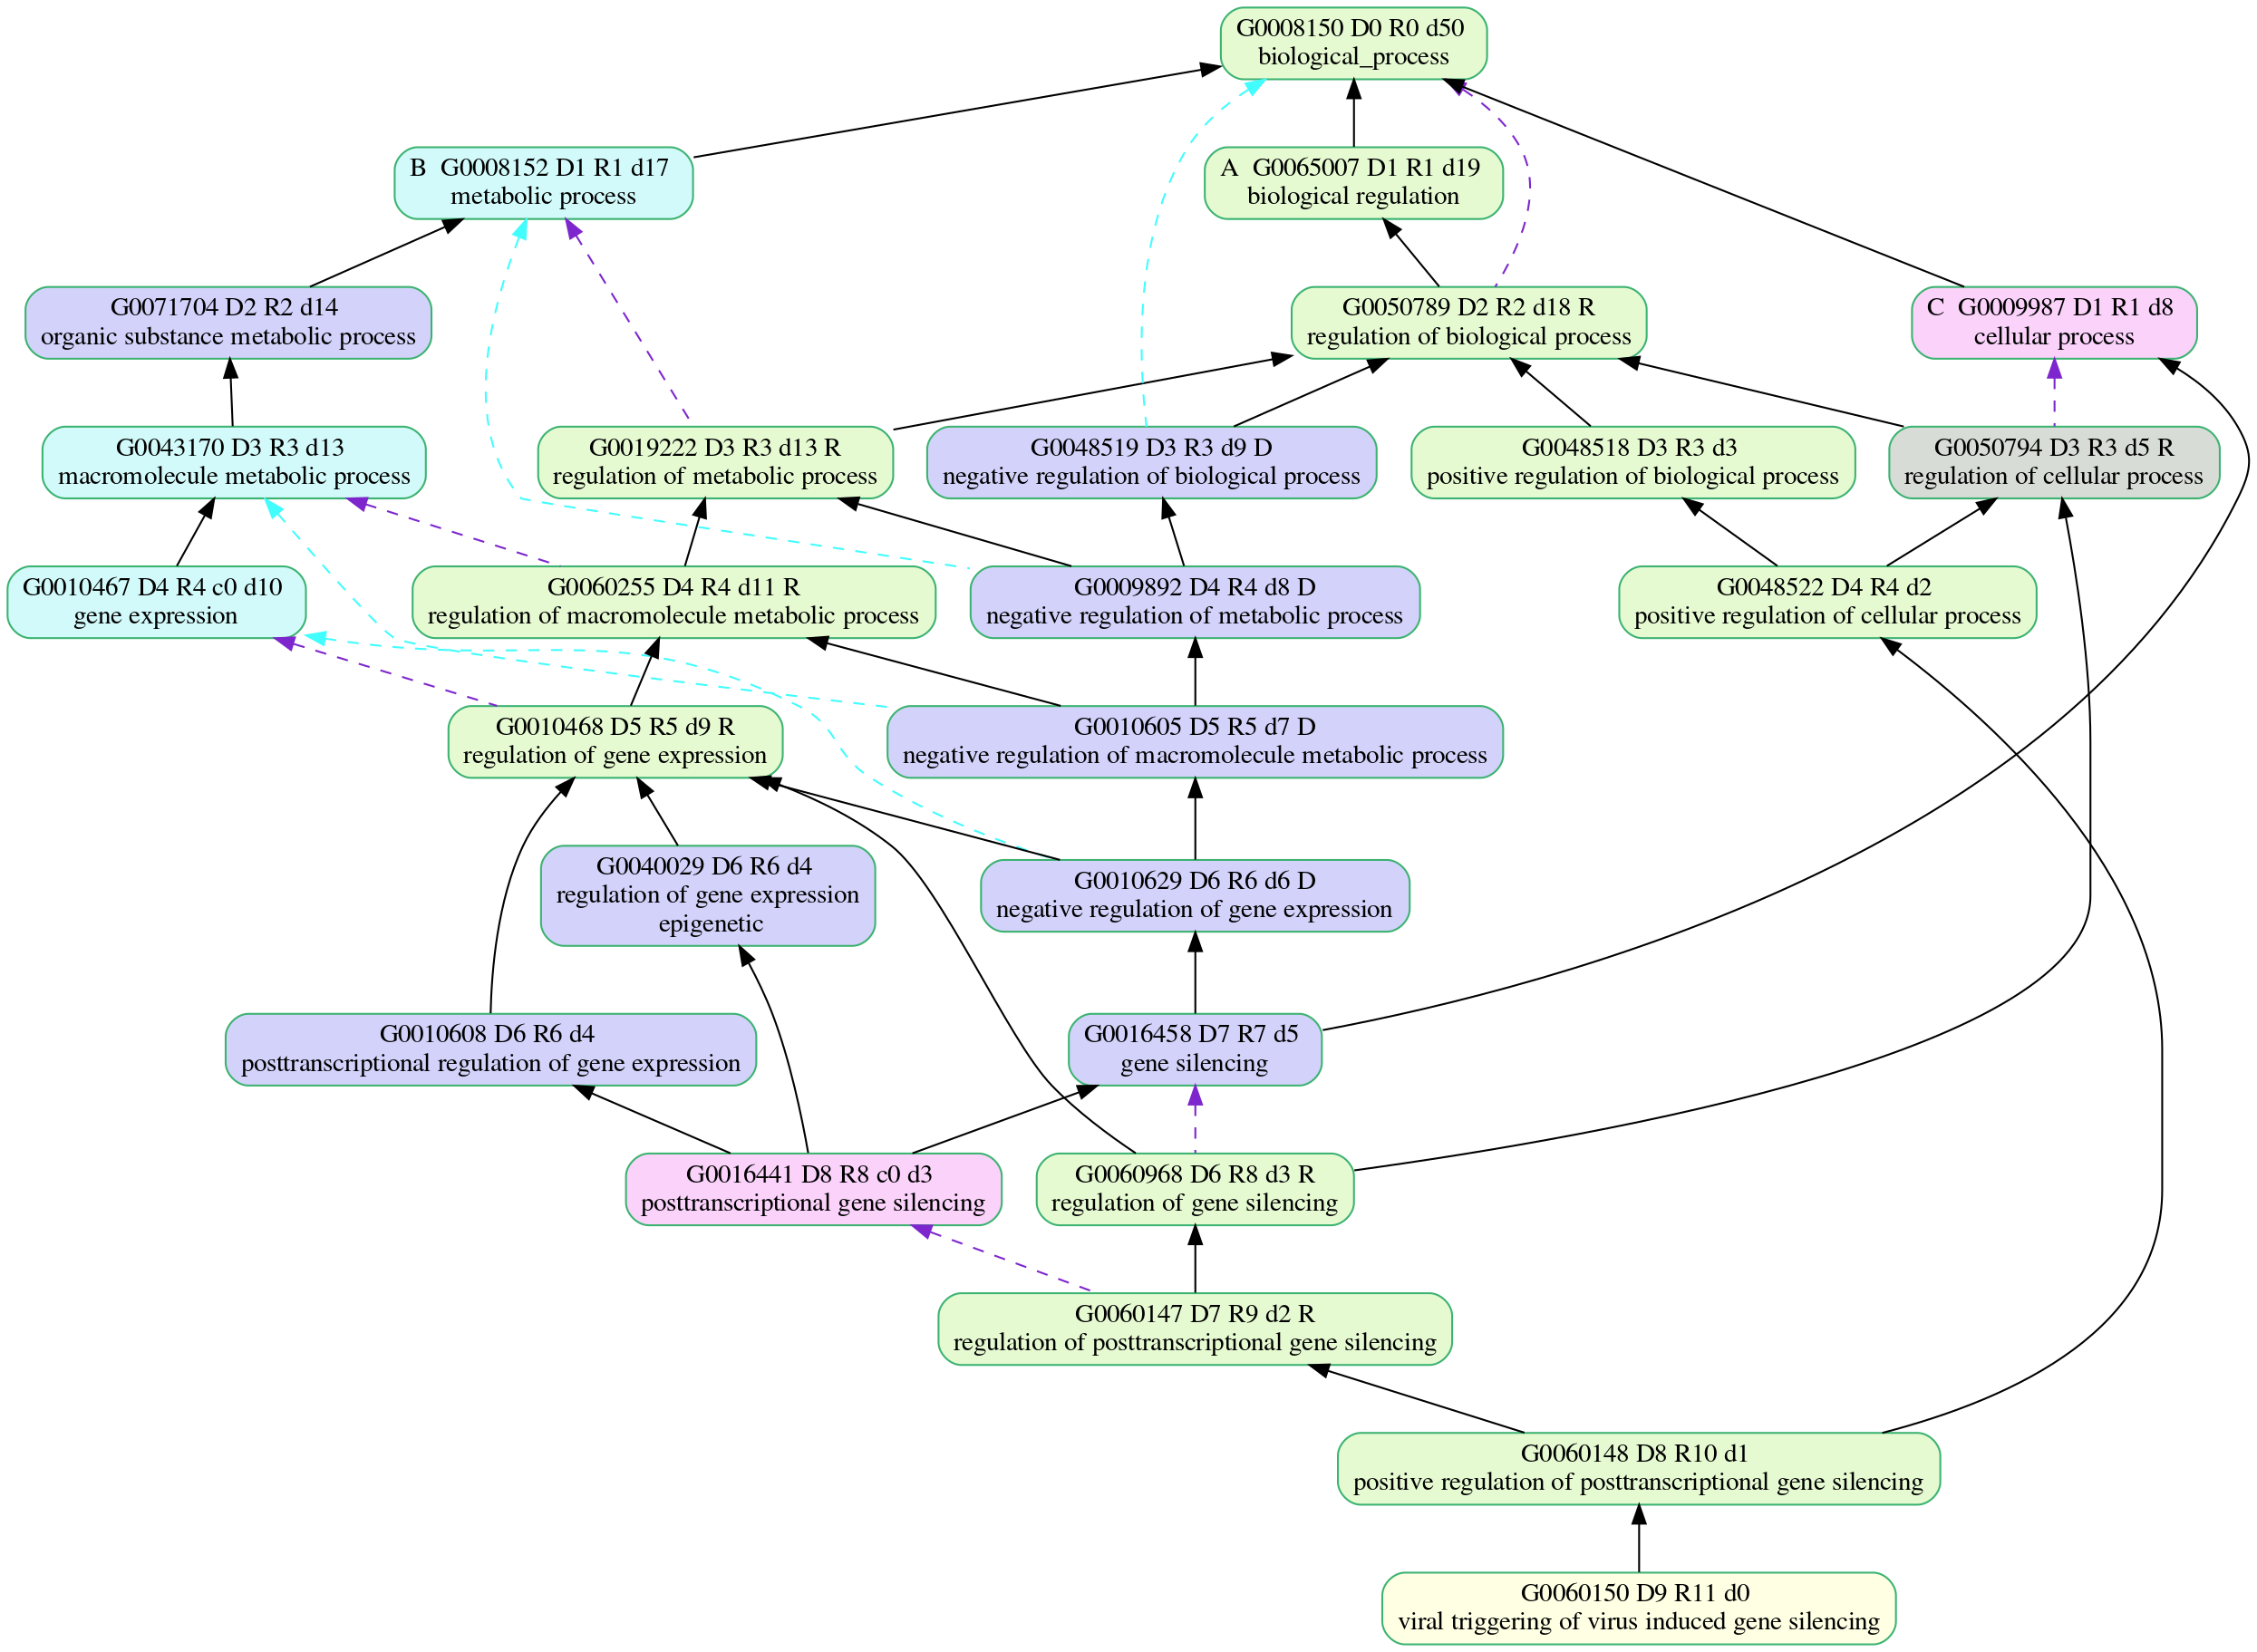 G0008150 D0 R0 d50
biological_process
B  G0008152 D1 R1 d17
metabolic process
A  G0065007 D1 R1 d19
biological regulation
G0071704 D2 R2 d14
organic substance metabolic process
G0050789 D2 R2 d18 R
regulation of biological process
C  G0009987 D1 R1 d8
cellular process
G0043170 D3 R3 d13
macromolecule metabolic process
G0019222 D3 R3 d13 R
regulation of metabolic process
G0048519 D3 R3 d9 D
negative regulation of biological process
G0048518 D3 R3 d3
positive regulation of biological process
G0050794 D3 R3 d5 R
regulation of cellular process
G0010467 D4 R4 c0 d10
gene expression
G0060255 D4 R4 d11 R
regulation of macromolecule metabolic process
G0009892 D4 R4 d8 D
negative regulation of metabolic process
G0048522 D4 R4 d2
positive regulation of cellular process
G0010468 D5 R5 d9 R
regulation of gene expression
G0010605 D5 R5 d7 D
negative regulation of macromolecule metabolic process
G0040029 D6 R6 d4
regulation of gene expression
epigenetic
G0010629 D6 R6 d6 D
negative regulation of gene expression
G0010608 D6 R6 d4
posttranscriptional regulation of gene expression
G0016458 D7 R7 d5
gene silencing
G0016441 D8 R8 c0 d3
posttranscriptional gene silencing
G0060968 D6 R8 d3 R
regulation of gene silencing
G0060147 D7 R9 d2 R
regulation of posttranscriptional gene silencing
G0060148 D8 R10 d1
positive regulation of posttranscriptional gene silencing
G0060150 D9 R11 d0
viral triggering of virus induced gene silencing